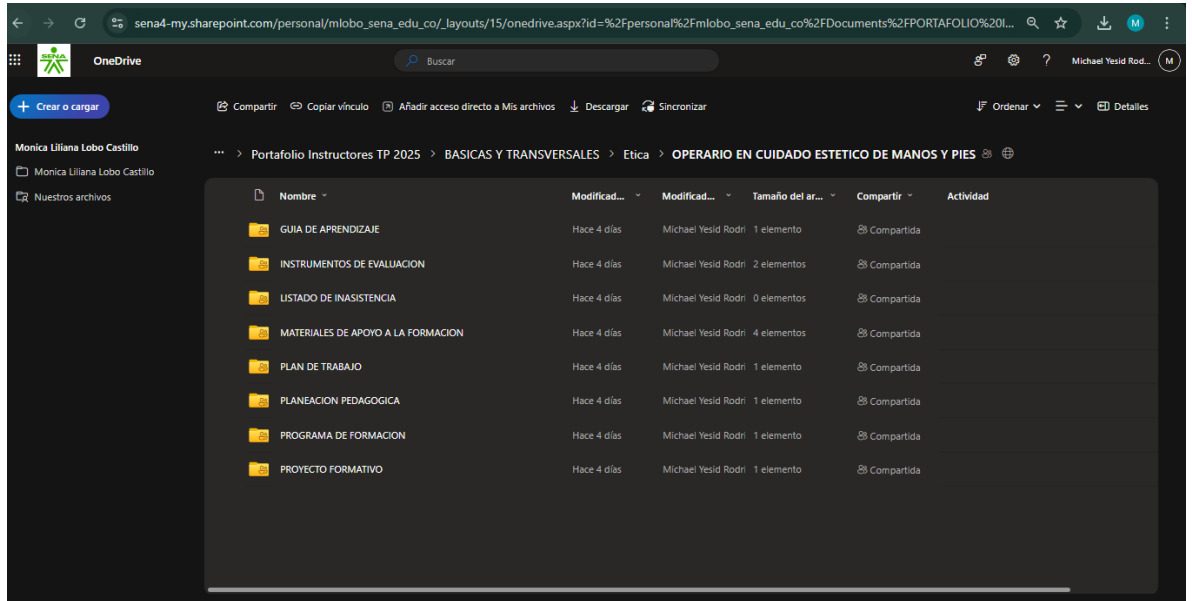 sena4-my.sharepoint.com/personal/mlobo_sena_edu_co/_layouts/15/onedrive.aspx?id=%2Fpersonal%2Fmlobo_sena_edu_co%2FDocuments%2FPORTAFOLIO%20I... M
SENA OneDrive Buscar ? Michael Yesid Rod... M
+ Crear o cargar Compartir Copiar vínculo Añadir acceso directo a Mis archivos Descargar Sincronizar Ordenar Detalles
Monica Liliana Lobo Castillo
Monica Liliana Lobo Castillo
Nuestros archivos
... > Portafolio Instructores TP 2025 > BASICAS Y TRANSVERSALES > Etica > OPERARIO EN CUIDADO ESTETICO DE MANOS Y PIES
Nombre Modificad... Modificad... Tamaño del ar... Compartir Actividad
GUIA DE APRENDIZAJE Hace 4 días Michael Yesid Rodri 1 elemento Compartida
INSTRUMENTOS DE EVALUACION Hace 4 días Michael Yesid Rodri 2 elementos Compartida
LISTADO DE INASISTENCIA Hace 4 días Michael Yesid Rodri 0 elementos Compartida
MATERIALES DE APOYO A LA FORMACION Hace 4 días Michael Yesid Rodri 4 elementos Compartida
PLAN DE TRABAJO Hace 4 días Michael Yesid Rodri 1 elemento Compartida
PLANEACION PEDAGOGICA Hace 4 días Michael Yesid Rodri 1 elemento Compartida
PROGRAMA DE FORMACION Hace 4 días Michael Yesid Rodri 1 elemento Compartida
PROYECTO FORMATIVO Hace 4 días Michael Yesid Rodri 1 elemento Compartida